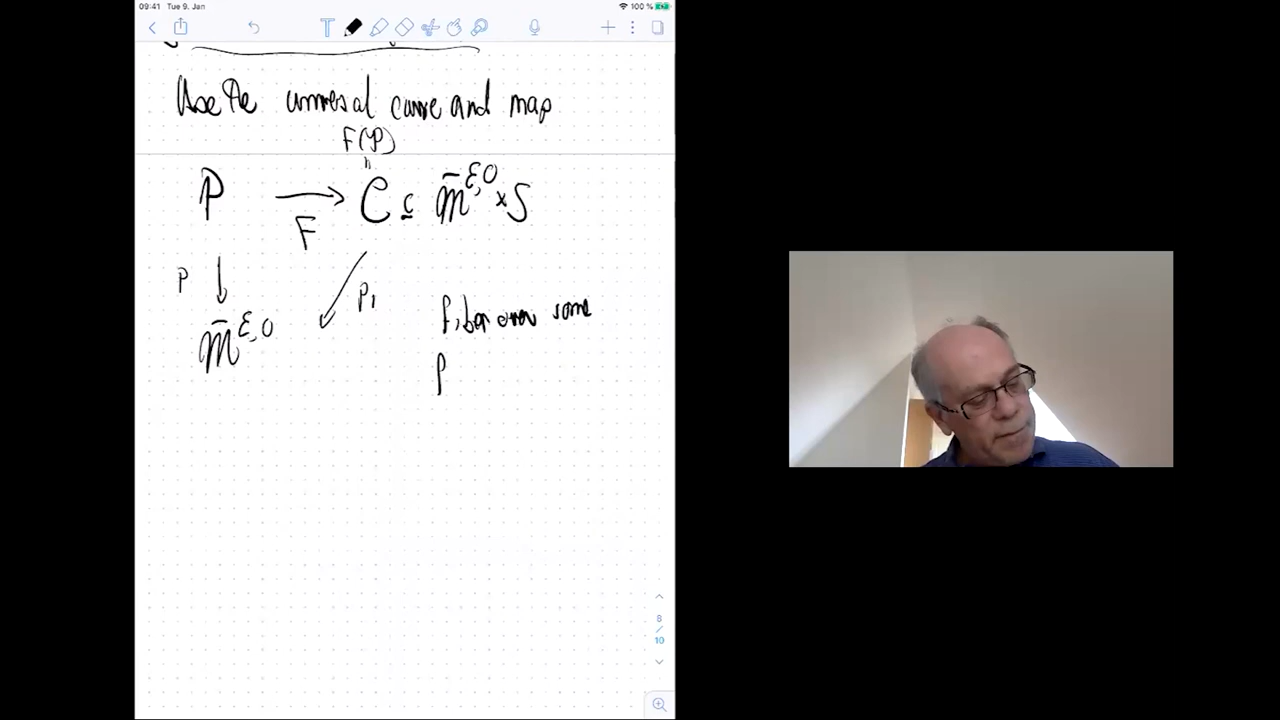 09:41 Tue 9. Jan 100 %
Use the universal curve and map
F(P)
P → C ⊆ M̄^{ε,0} × S
F
p ↓ p₁
M̄^{ε,0}
fiber over some
p
8
/
10